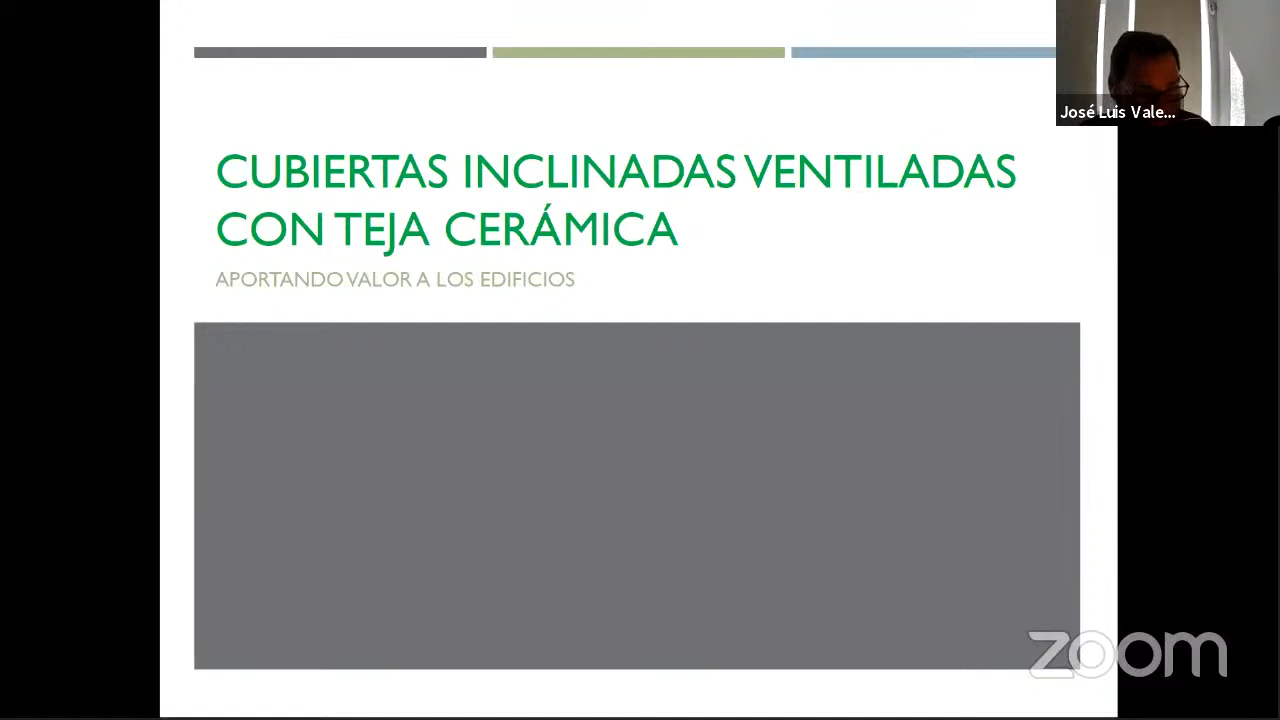 José Luis Vale...
CUBIERTAS INCLINADAS VENTILADAS
CON TEJA CERÁMICA
APORTANDO VALOR A LOS EDIFICIOS
zoom